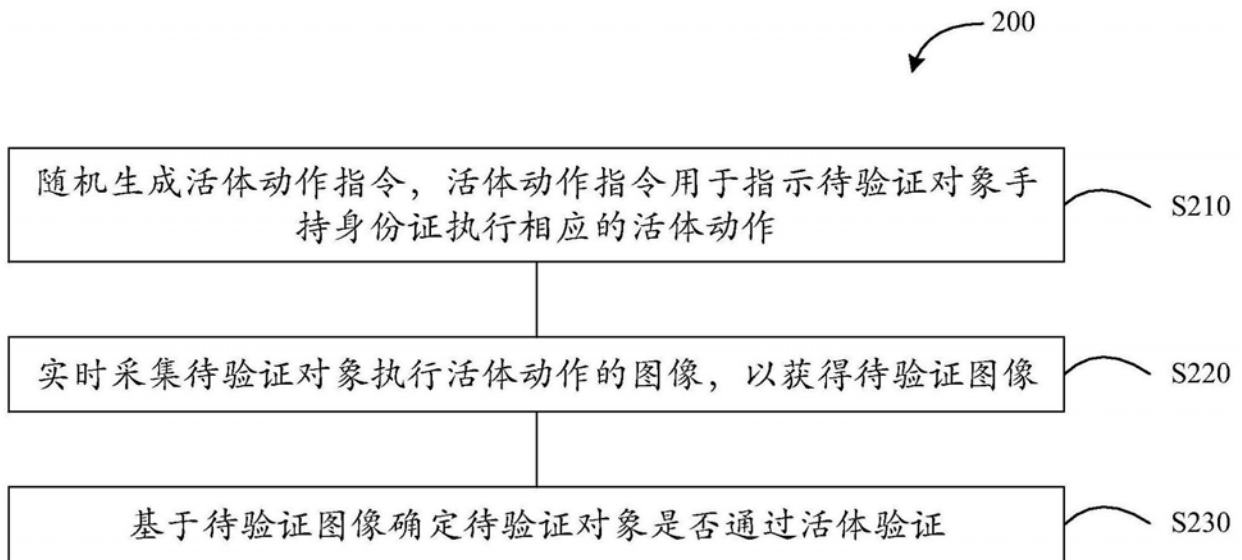 200
随机生成活体动作指令，活体动作指令用于指示待验证对象手
持身份证执行相应的活体动作
S210
实时采集待验证对象执行活体动作的图像，以获得待验证图像
S220
基于待验证图像确定待验证对象是否通过活体验证
S230